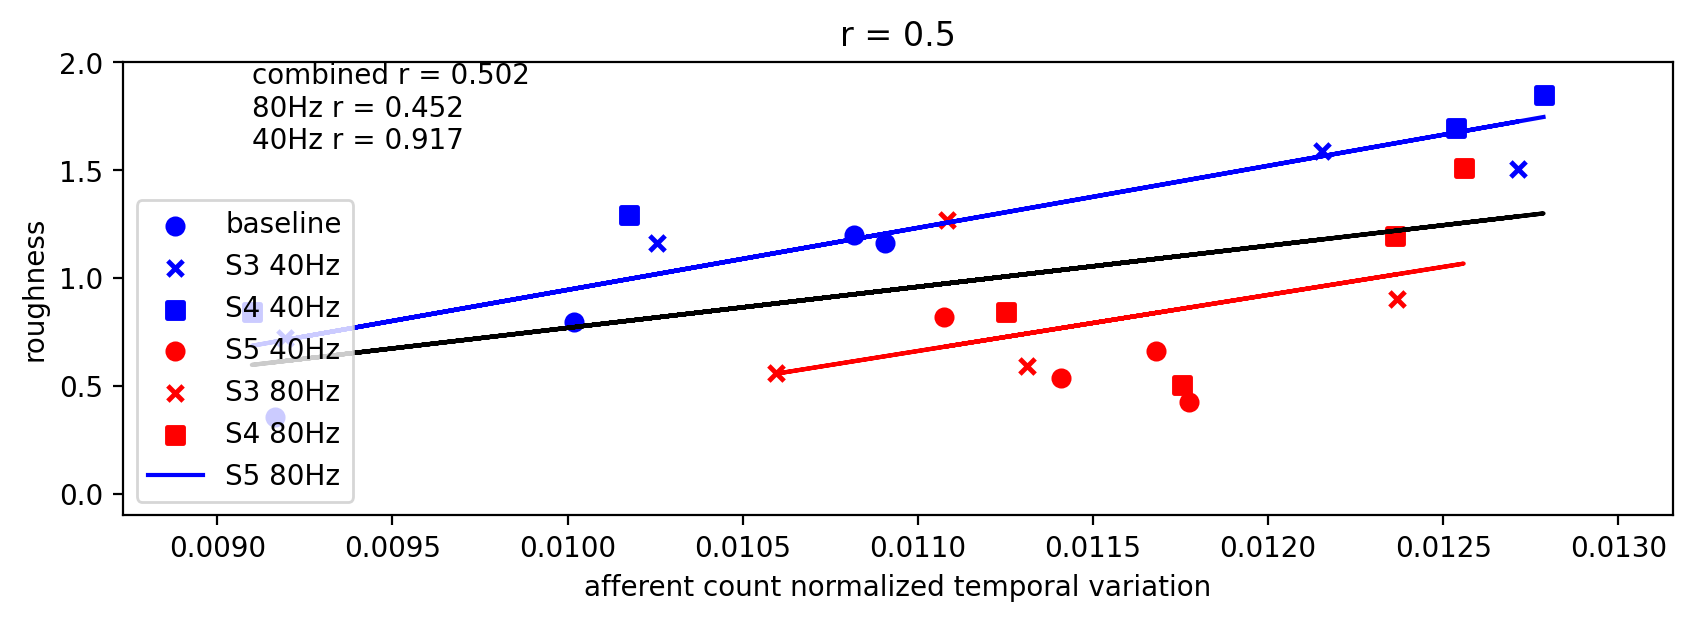 r = 0.5
combined r = 0.502
80Hz r = 0.452
40Hz r = 0.917
2.0
1.5
1.0
0.5
0.0
roughness
baseline
S3 40Hz
S4 40Hz
S5 40Hz
S3 80Hz
S4 80Hz
S5 80Hz
0.0090 0.0095 0.0100 0.0105 0.0110 0.0115 0.0120 0.0125 0.0130
afferent count normalized temporal variation